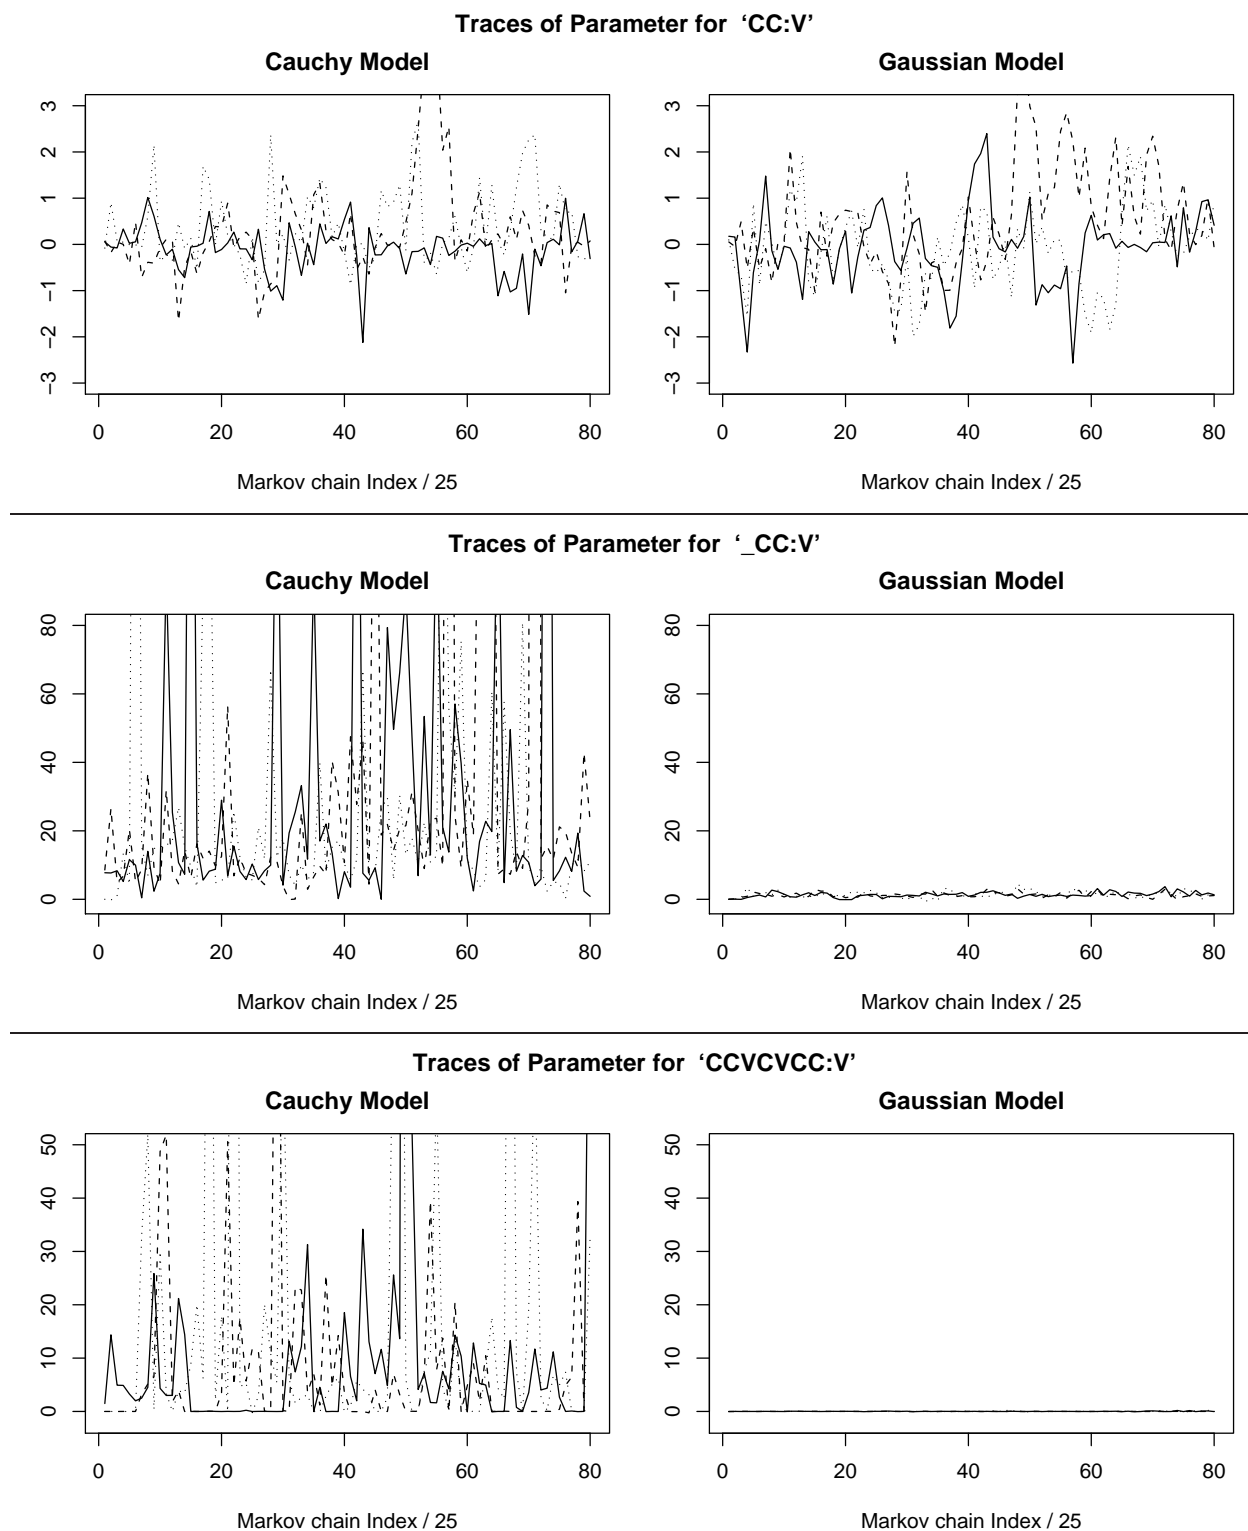 Traces of Parameter for ‘CC:V’
Cauchy Model
Gaussian Model
3
2
1
0
−1
−2
−3
0 20 40 60 80
Markov chain Index / 25
3
2
1
0
−1
−2
−3
0 20 40 60 80
Markov chain Index / 25
Traces of Parameter for ‘_CC:V’
Cauchy Model
Gaussian Model
80
60
40
20
0
0 20 40 60 80
Markov chain Index / 25
80
60
40
20
0
0 20 40 60 80
Markov chain Index / 25
Traces of Parameter for ‘CCVCVCC:V’
Cauchy Model
Gaussian Model
50
40
30
20
10
0
0 20 40 60 80
Markov chain Index / 25
50
40
30
20
10
0
0 20 40 60 80
Markov chain Index / 25